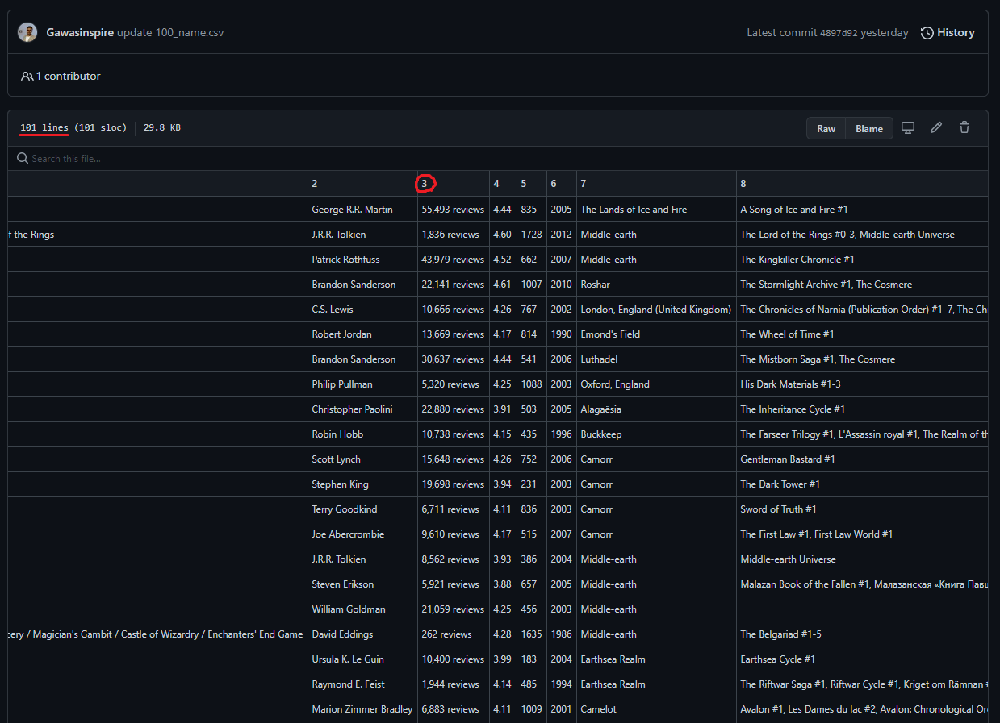 Gawasinspire update 100_name.csv Latest commit 4897d92 yesterday History
1 contributor
101 lines (101 sloc) 29.8 KB Raw Blame
Search this file...
2 3 4 5 6 7 8
George R.R. Martin 55,493 reviews 4.44 835 2005 The Lands of Ice and Fire A Song of Ice and Fire #1
f the Rings J.R.R. Tolkien 1,836 reviews 4.60 1728 2012 Middle-earth The Lord of the Rings #0-3, Middle-earth Universe
Patrick Rothfuss 43,979 reviews 4.52 662 2007 Middle-earth The Kingkiller Chronicle #1
Brandon Sanderson 22,141 reviews 4.61 1007 2010 Roshar The Stormlight Archive #1, The Cosmere
C.S. Lewis 10,666 reviews 4.26 767 2002 London, England (United Kingdom) The Chronicles of Narnia (Publication Order) #1–7, The Ch
Robert Jordan 13,669 reviews 4.17 814 1990 Emond's Field The Wheel of Time #1
Brandon Sanderson 30,637 reviews 4.44 541 2006 Luthadel The Mistborn Saga #1, The Cosmere
Philip Pullman 5,320 reviews 4.25 1088 2003 Oxford, England His Dark Materials #1-3
Christopher Paolini 22,880 reviews 3.91 503 2005 Alagaësia The Inheritance Cycle #1
Robin Hobb 10,738 reviews 4.15 435 1996 Buckkeep The Farseer Trilogy #1, L'Assassin royal #1, The Realm of th
Scott Lynch 15,648 reviews 4.26 752 2006 Camorr Gentleman Bastard #1
Stephen King 19,698 reviews 3.94 231 2003 Camorr The Dark Tower #1
Terry Goodkind 6,711 reviews 4.11 836 2003 Camorr Sword of Truth #1
Joe Abercrombie 9,610 reviews 4.17 515 2007 Camorr The First Law #1, First Law World #1
J.R.R. Tolkien 8,562 reviews 3.93 386 2004 Middle-earth Middle-earth Universe
Steven Erikson 5,921 reviews 3.88 657 2005 Middle-earth Malazan Book of the Fallen #1, Малазанская «Книга Павш
William Goldman 21,059 reviews 4.25 456 2003 Middle-earth
cery / Magician's Gambit / Castle of Wizardry / Enchanters' End Game David Eddings 262 reviews 4.28 1635 1986 Middle-earth The Belgariad #1-5
Ursula K. Le Guin 10,400 reviews 3.99 183 2004 Earthsea Realm Earthsea Cycle #1
Raymond E. Feist 1,944 reviews 4.14 485 1994 Earthsea Realm The Riftwar Saga #1, Riftwar Cycle #1, Kriget om Rämnan #
Marion Zimmer Bradley 6,883 reviews 4.11 1009 2001 Camelot Avalon #1, Les Dames du lac #2, Avalon: Chronological Or